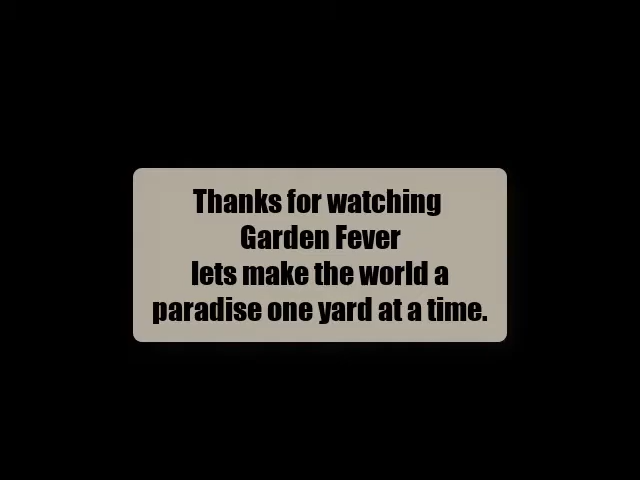 Thanks for watching
Garden Fever
lets make the world a
paradise one yard at a time.